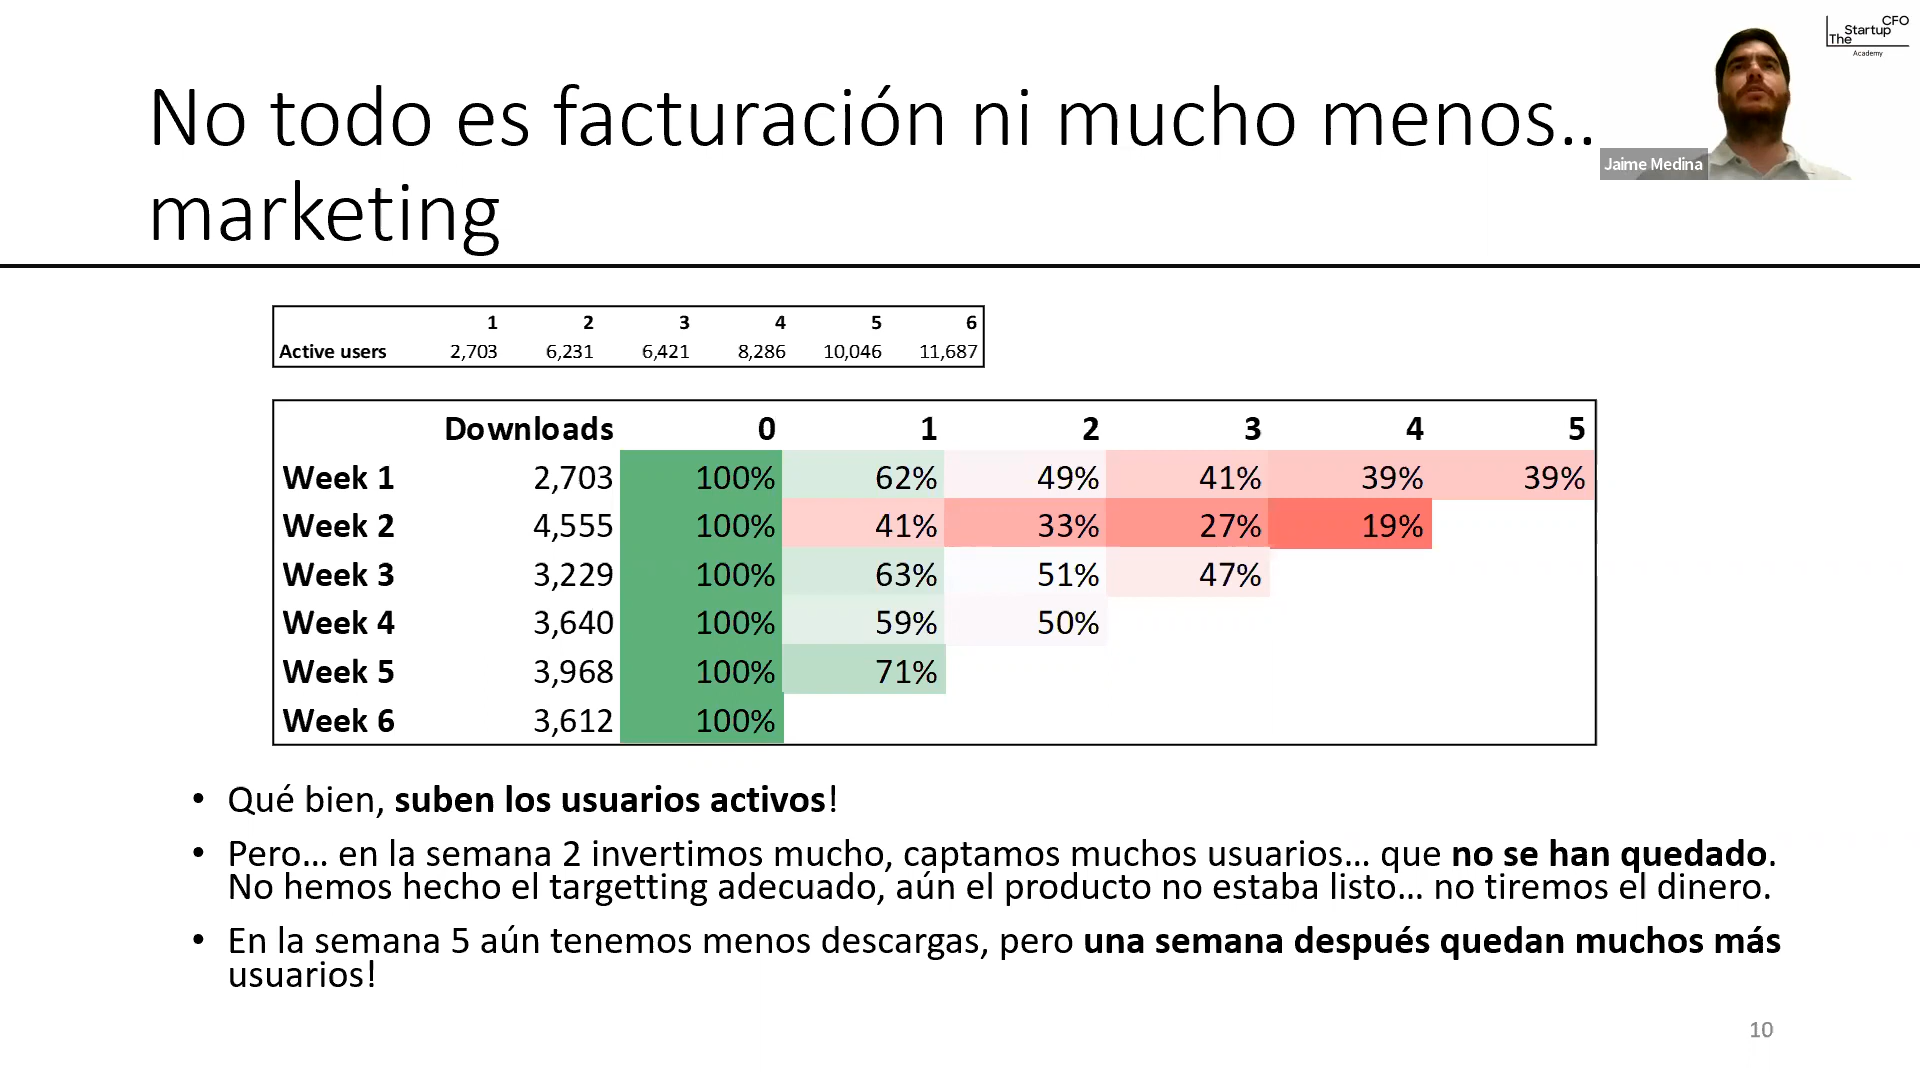 The Startup CFO
Academy
Jaime Medina
No todo es facturación ni mucho menos..
marketing
1 2 3 4 5 6
Active users 2,703 6,231 6,421 8,286 10,046 11,687
Downloads 0 1 2 3 4 5
Week 1 2,703 100% 62% 49% 41% 39% 39%
Week 2 4,555 100% 41% 33% 27% 19%
Week 3 3,229 100% 63% 51% 47%
Week 4 3,640 100% 59% 50%
Week 5 3,968 100% 71%
Week 6 3,612 100%
• Qué bien, suben los usuarios activos!
• Pero... en la semana 2 invertimos mucho, captamos muchos usuarios... que no se han quedado.
No hemos hecho el targetting adecuado, aún el producto no estaba listo... no tiremos el dinero.
• En la semana 5 aún tenemos menos descargas, pero una semana después quedan muchos más
usuarios!
10